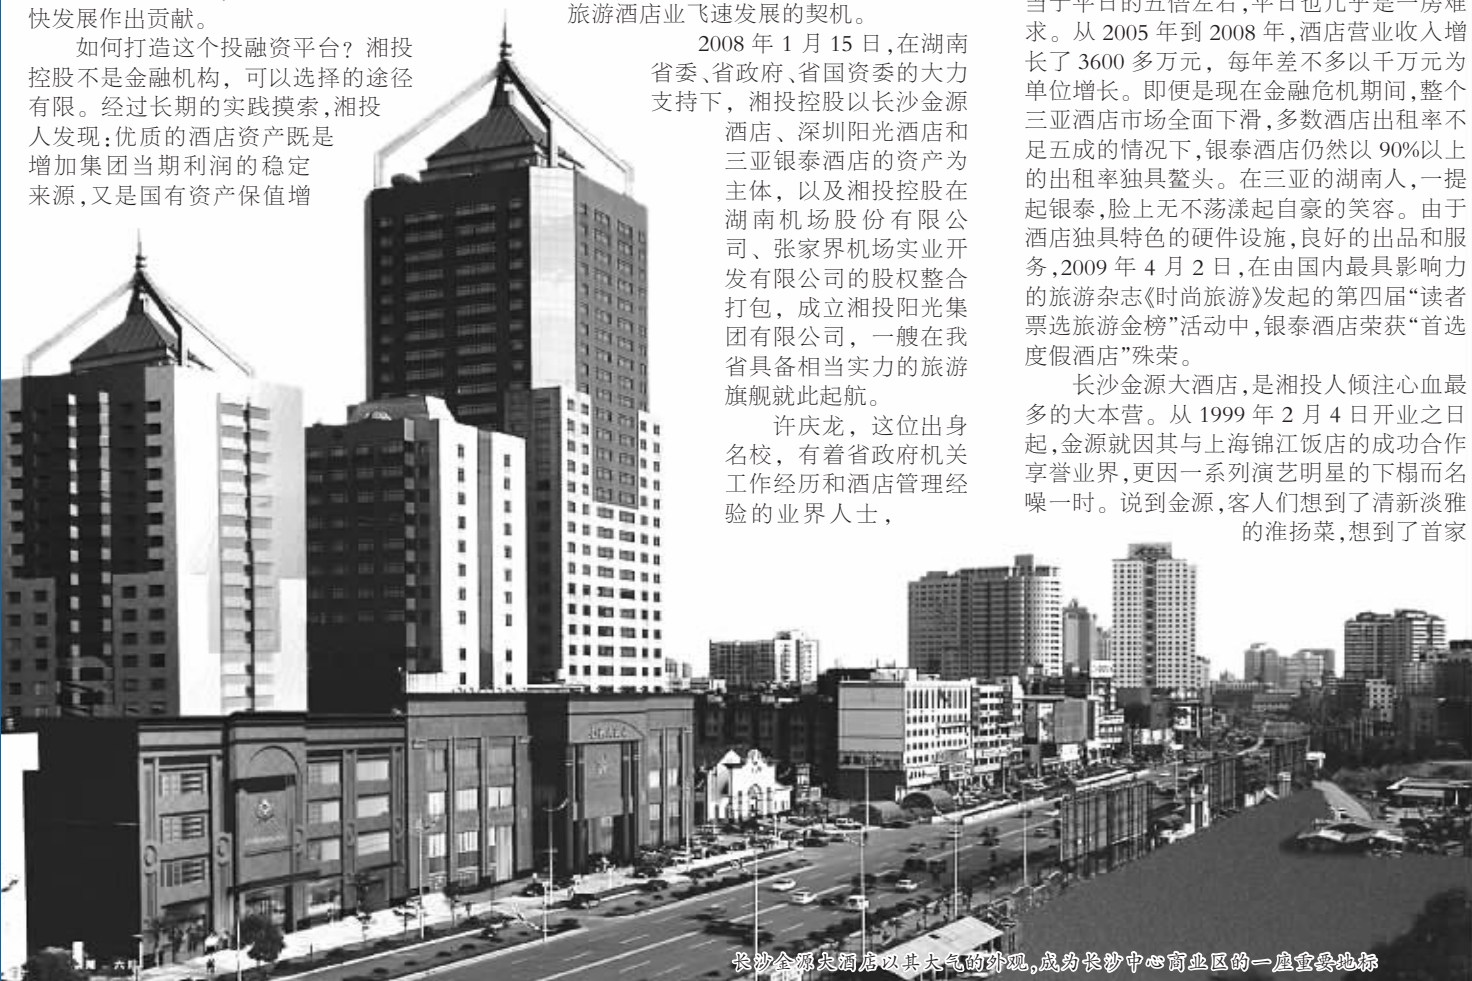 快发展作出贡献。
如何打造这个投融资平台？湘投
控股不是金融机构，可以选择的途径
有限。经过长期的实践摸索，湘投
人发现：优质的酒店资产既是
增加集团当期利润的稳定
来源，又是国有资产保值增
旅游酒店业飞速发展的契机。
2008 年 1 月 15 日，在湖南
省委、省政府、省国资委的大力
支持下，湘投控股以长沙金源
酒店、深圳阳光酒店和
三亚银泰酒店的资产为
主体，以及湘投控股在
湖南机场股份有限公
司、张家界机场实业开
发有限公司的股权整合
打包，成立湘投阳光集
团有限公司，一艘在我
省具备相当实力的旅游
旗舰就此起航。
许庆龙，这位出身
名校，有着省政府机关
工作经历和酒店管理经
验的业界人士，
当于平日的五倍左右，平日也几乎是一房难
求。从 2005 年到 2008 年，酒店营业收入增
长了 3600 多万元，每年差不多以千万元为
单位增长。即便是现在金融危机期间，整个
三亚酒店市场全面下滑，多数酒店出租率不
足五成的情况下，银泰酒店仍然以 90%以上
的出租率独具鳌头。在三亚的湖南人，一提
起银泰，脸上无不荡漾起自豪的笑容。由于
酒店独具特色的硬件设施，良好的出品和服
务，2009 年 4 月 2 日，在由国内最具影响力
的旅游杂志《时尚旅游》发起的第四届“读者
票选旅游金榜”活动中，银泰酒店荣获“首选
度假酒店”殊荣。
长沙金源大酒店，是湘投人倾注心血最
多的大本营。从 1999 年 2 月 4 日开业之日
起，金源就因其与上海锦江饭店的成功合作
享誉业界，更因一系列演艺明星的下榻而名
噪一时。说到金源，客人们想到了清新淡雅
的淮扬菜，想到了首家
长沙金源大酒店以其大气的外观，成为长沙中心商业区的一座重要地标